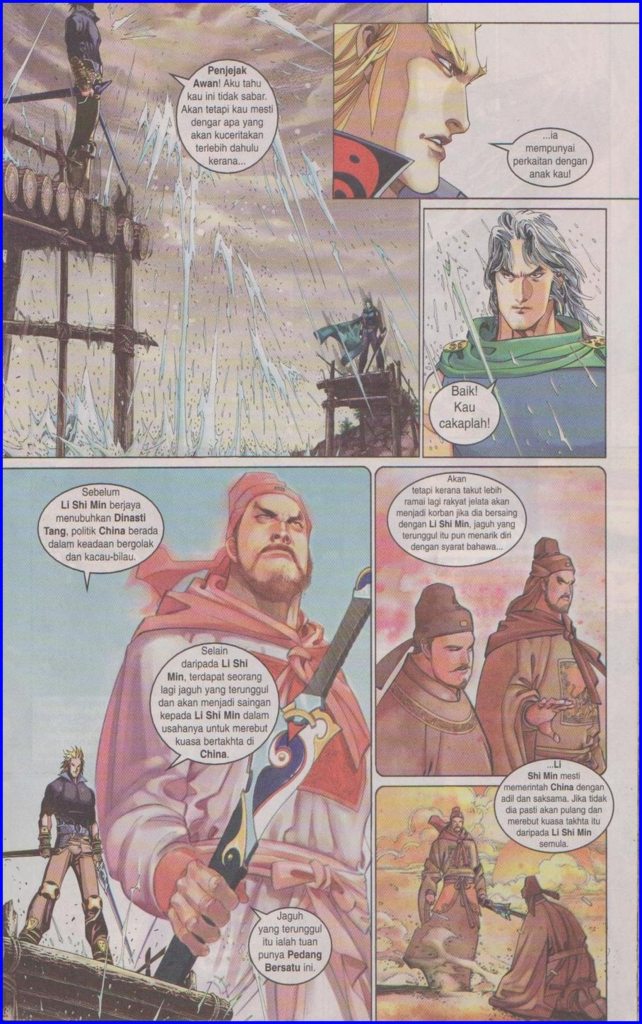 Penjejak
Awan! Aku tahu
kau ini tidak sabar.
Akan tetapi kau mesti
dengar apa yang
akan kuceritakan
terlebih dahulu
kerana...
...ia
mempunyai
perkaitan dengan
anak kau!
Baik!
Kau
cakaplah!
Sebelum
Li Shi Min berjaya
menubuhkan Dinasti
Tang, politik China berada
dalam keadaan bergolak
dan kacau-bilau.
Selain
daripada Li Shi
Min, terdapat seorang
lagi jaguh yang terunggul
dan akan menjadi saingan
kepada Li Shi Min dalam
usahanya untuk merebut
kuasa bertakhta di
China.
Jaguh
yang terunggul
itu ialah tuan
punya Pedang
Bersatu ini.
Akan
tetapi kerana takut lebih
ramai lagi rakyat jelata akan
menjadi korban jika dia bersaing
dengan Li Shi Min, jaguh yang
terunggul itu pun menarik diri
dengan syarat bahawa...
...Li
Shi Min mesti
memerintah China dengan
adil dan saksama. Jika tidak
dia pasti akan pulang dan
merebut kuasa takhta itu
daripada Li Shi Min
semula.